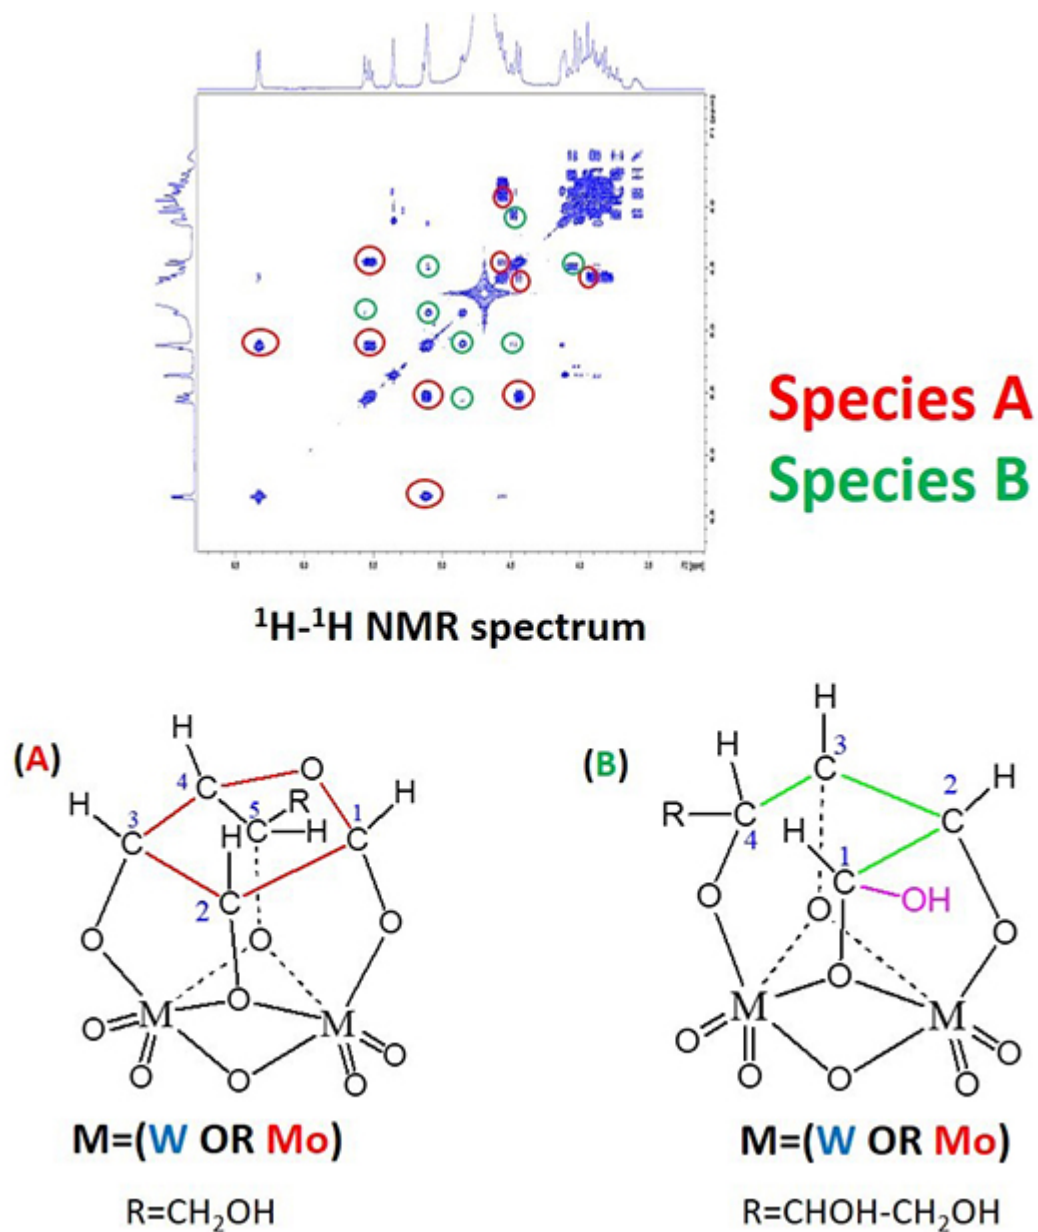 Species A
Species B
¹H-¹H NMR spectrum
(A)
H
H 4 O
R
3 C 5 1 H
C H C H C
2 C
O O O
O
M M
O O O O O
M=(W OR Mo)
R=CH₂OH
(B)
H
H 3
C 2 H
R C H C
4 1 C
O O OH
O O
M M
O O O O O
M=(W OR Mo)
R=CHOH-CH₂OH